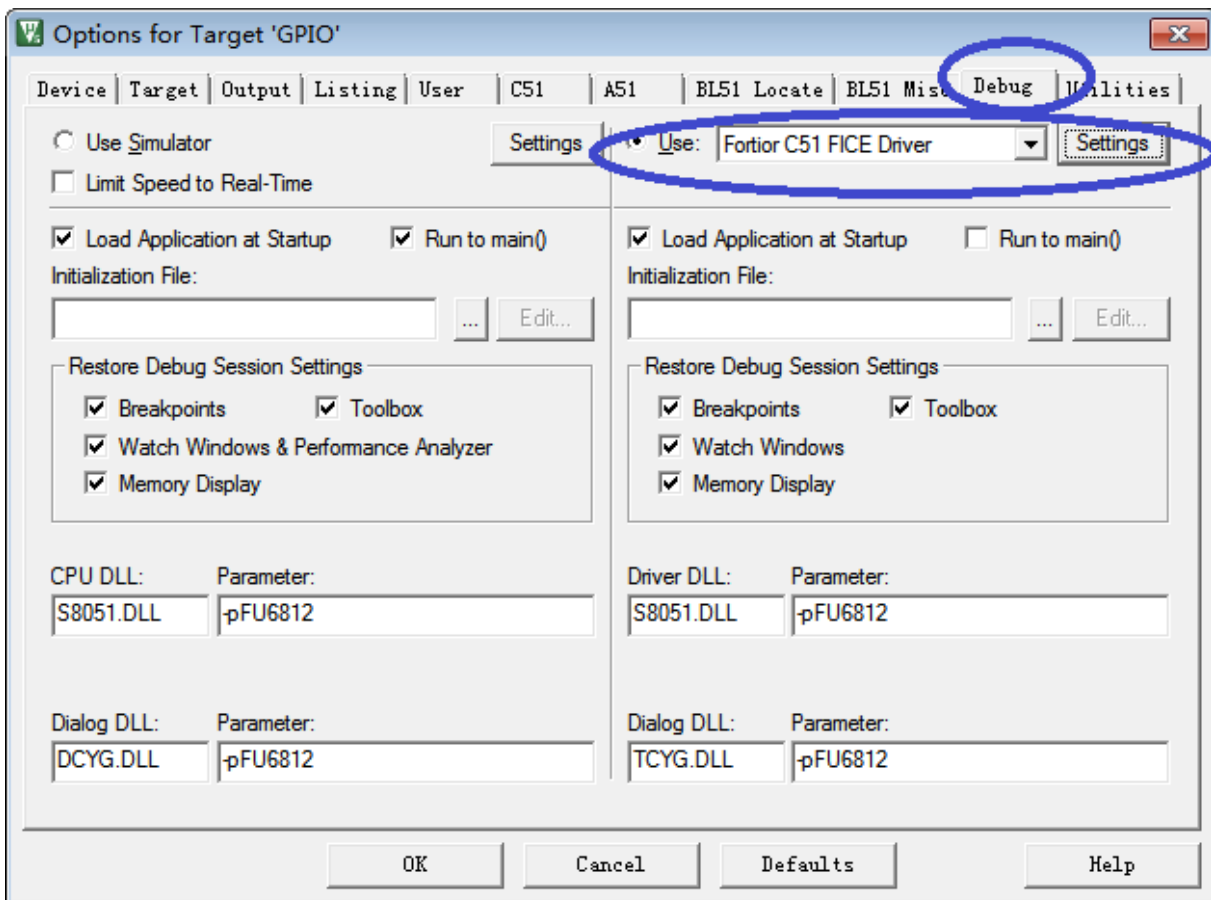 Options for Target 'GPIO'
Device Target Output Listing User C51 A51 BL51 Locate BL51 Misc Debug Utilities
Use Simulator
Settings
Limit Speed to Real-Time
Use: Fortior C51 FICE Driver Settings
Load Application at Startup Run to main()
Initialization File:
... Edit...
Restore Debug Session Settings
Breakpoints Toolbox
Watch Windows & Performance Analyzer
Memory Display
CPU DLL: Parameter:
S8051.DLL -pFU6812
Dialog DLL: Parameter:
DCYG.DLL -pFU6812
Load Application at Startup Run to main()
Initialization File:
... Edit...
Restore Debug Session Settings
Breakpoints Toolbox
Watch Windows
Memory Display
Driver DLL: Parameter:
S8051.DLL -pFU6812
Dialog DLL: Parameter:
TCYG.DLL -pFU6812
OK Cancel Defaults Help